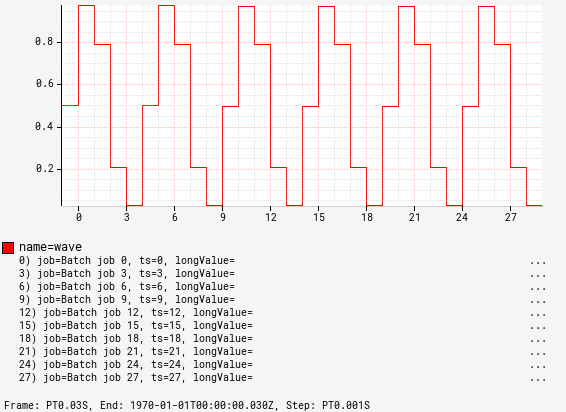 0.8
0.6
0.4
0.2
0 3 6 9 12 15 18 21 24 27
name=wave
0) job=Batch job 0, ts=0, longValue= ...
3) job=Batch job 3, ts=3, longValue= ...
6) job=Batch job 6, ts=6, longValue= ...
9) job=Batch job 9, ts=9, longValue= ...
12) job=Batch job 12, ts=12, longValue= ...
15) job=Batch job 15, ts=15, longValue= ...
18) job=Batch job 18, ts=18, longValue= ...
21) job=Batch job 21, ts=21, longValue= ...
24) job=Batch job 24, ts=24, longValue= ...
27) job=Batch job 27, ts=27, longValue= ...
Frame: PT0.03S, End: 1970-01-01T00:00:00.030Z, Step: PT0.001S